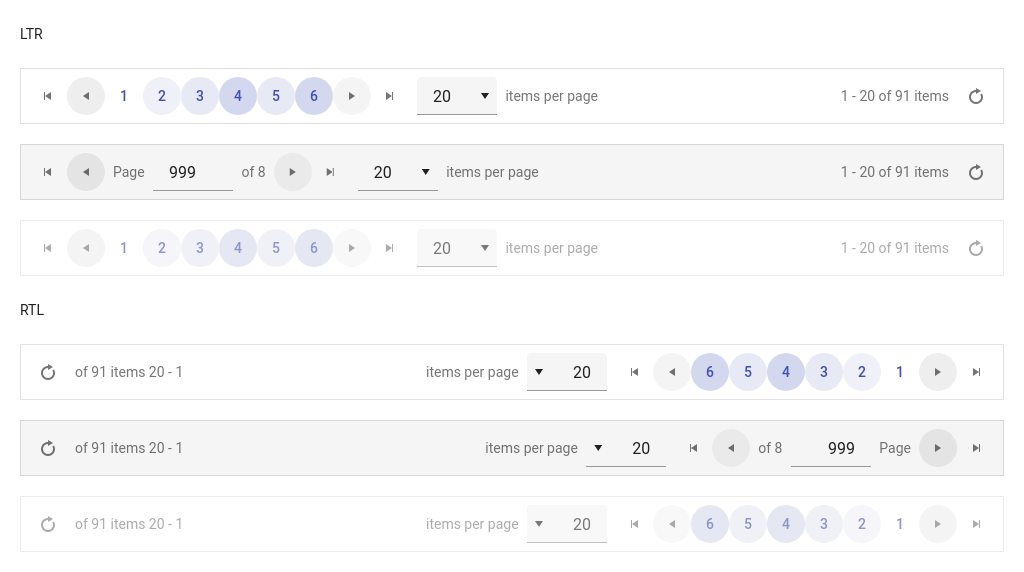 LTR
1 2 3 4 5 6 20 items per page 1 - 20 of 91 items
Page 999 of 8 20 items per page 1 - 20 of 91 items
1 2 3 4 5 6 20 items per page 1 - 20 of 91 items
RTL
of 91 items 20 - 1 items per page 20 6 5 4 3 2 1
of 91 items 20 - 1 items per page 20 of 8 999 Page
of 91 items 20 - 1 items per page 20 6 5 4 3 2 1